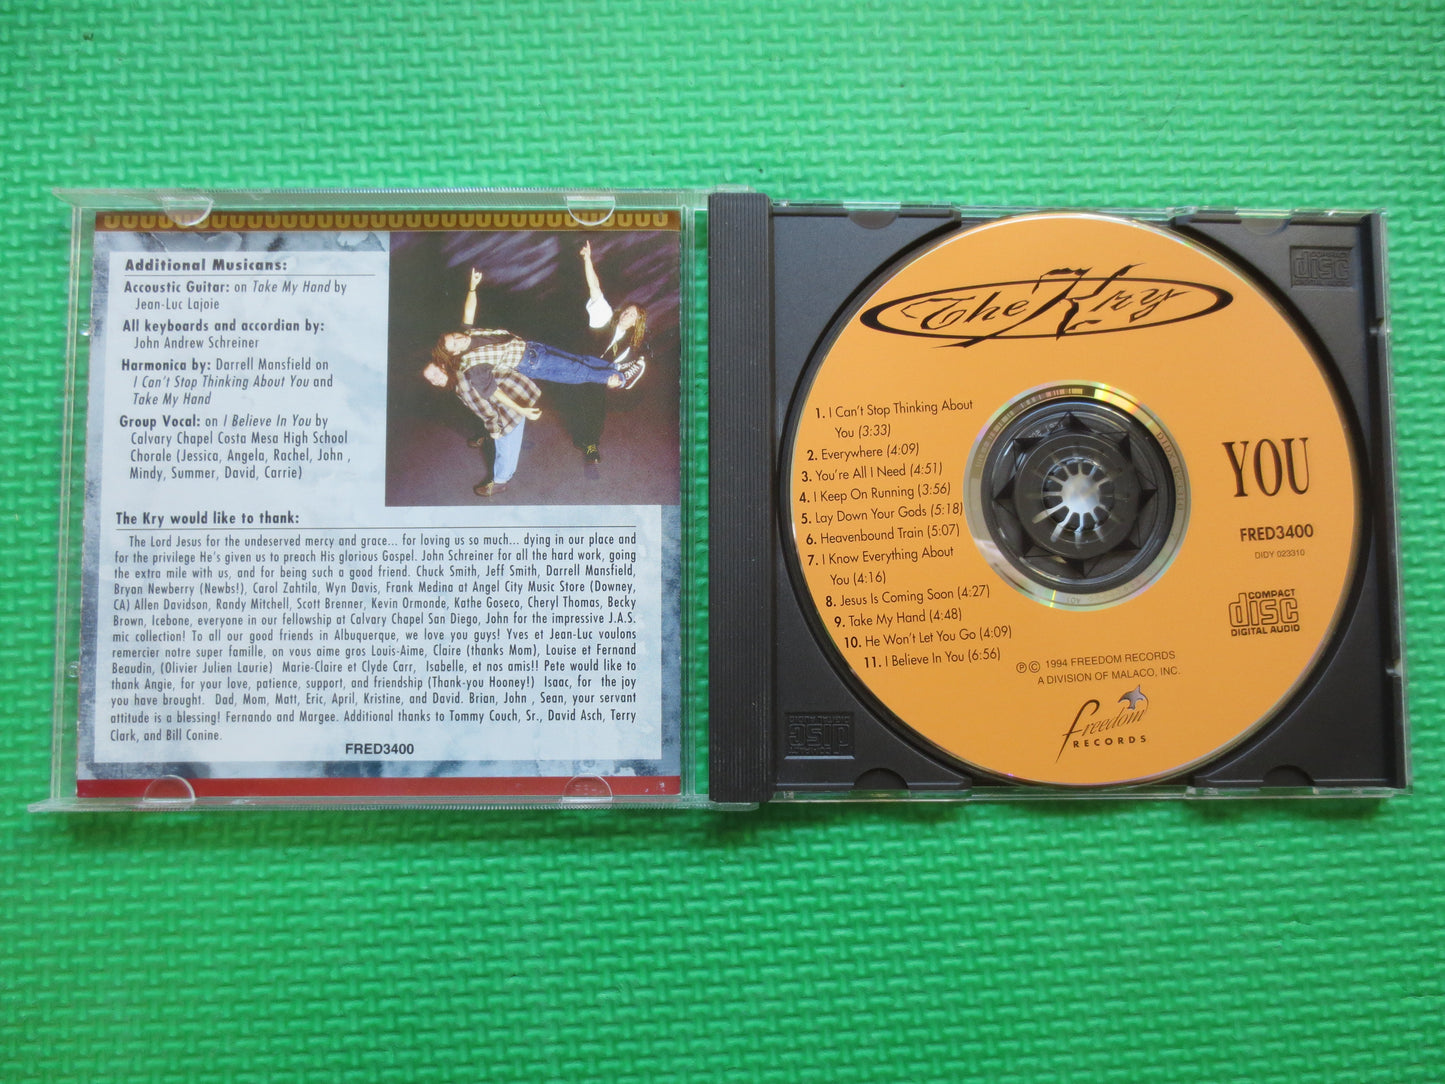 Additional Musicans:
Accoustic Guitar: on Take My Hand by
Jean-Luc Lajoie
All keyboards and accordian by:
John Andrew Schreiner
Harmonica by: Darrell Mansfield on
I Can't Stop Thinking About You and
Take My Hand
Group Vocal: on I Believe In You by
Calvary Chapel Costa Mesa High School
Chorale (Jessica, Angela, Rachel, John ,
Mindy, Summer, David, Carrie)
The Kry would like to thank:
The Lord Jesus for the undeserved mercy and grace... for loving us so much... dying in our place and
for the privilege He's given us to preach His glorious Gospel. John Schreiner for all the hard work, going
the extra mile with us, and for being such a good friend. Chuck Smith, Jeff Smith, Darrell Mansfield,
Bryan Newberry (Newbs!), Carol Zahtila, Wyn Davis, Frank Medina at Angel City Music Store (Downey,
CA) Allen Davidson, Randy Mitchell, Scott Brenner, Kevin Ormonde, Kathe Goseco, Cheryl Thomas, Becky
Brown, Icebone, everyone in our fellowship at Calvary Chapel San Diego, John for the impressive J.A.S.
mic collection! To all our good friends in Albuquerque, we love you guys! Yves et Jean-Luc voulons
remercier notre super famille, on vous aime gros Louis-Aime, Claire (thanks Mom), Louise et Fernand
Beaudin, (Olivier Julien Laurie) Marie-Claire et Clyde Carr, Isabelle, et nos amis!! Pete would like to
thank Angie, for your love, patience, support, and friendship (Thank-you Hooney!) Isaac, for the joy
you have brought. Dad, Mom, Matt, Eric, April, Kristine, and David. Brian, John , Sean, your servant
attitude is a blessing! Fernando and Margee. Additional thanks to Tommy Couch, Sr., David Asch, Terry
Clark, and Bill Conine.
FRED3400
The Kry
1. I Can't Stop Thinking About
You (3:33)
2. Everywhere (4:09)
3. You're All I Need (4:51)
4. I Keep On Running (3:56)
5. Lay Down Your Gods (5:18)
6. Heavenbound Train (5:07)
7. I Know Everything About
You (4:16)
8. Jesus Is Coming Soon (4:27)
9. Take My Hand (4:48)
10. He Won't Let You Go (4:09)
11. I Believe In You (6:56)
YOU
FRED3400
DIDY 023310
COMPACT
disc
DIGITAL AUDIO
℗ © 1994 FREEDOM RECORDS
A DIVISION OF MALACO, INC.
Freedom
RECORDS